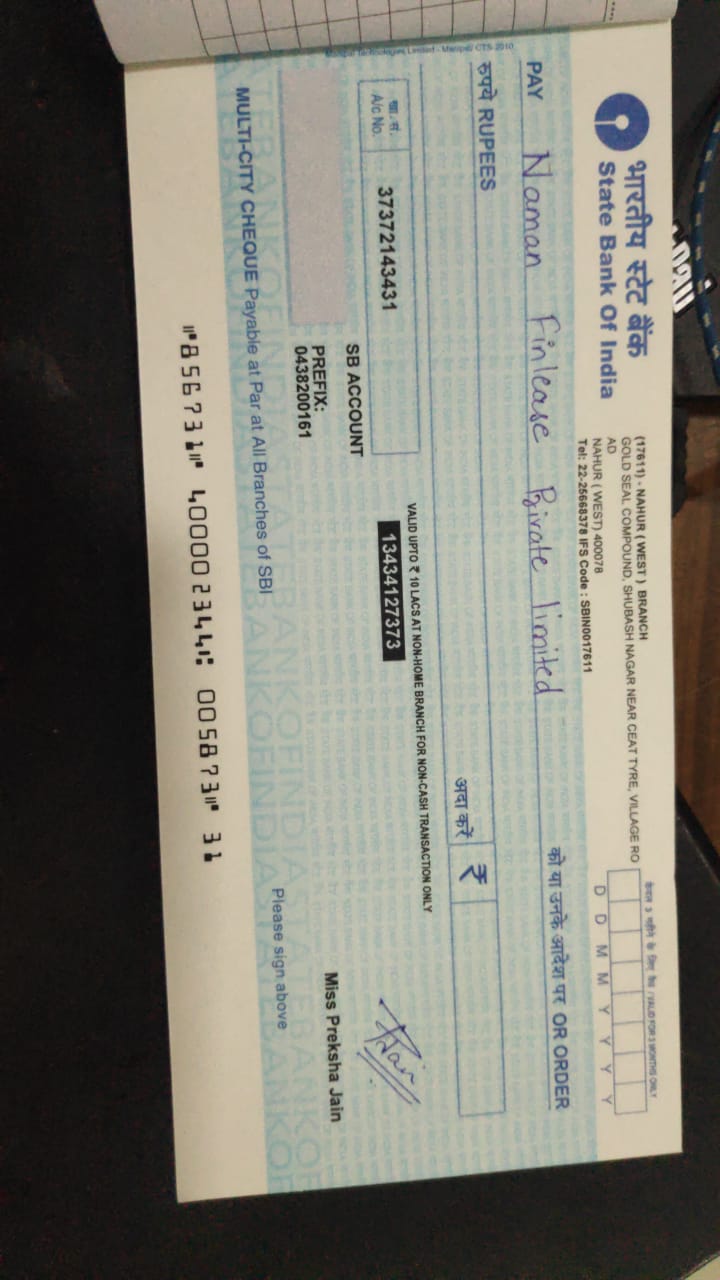 Manipal Technologies Limited - Manipal/ CTS-2010
भारतीय स्टेट बैंक
State Bank Of India
(17611) - NAHUR ( WEST ) BRANCH
GOLD SEAL COMPOUND, SHUBASH NAGAR NEAR CEAT TYRE, VILLAGE RO
AD
NAHUR ( WEST) 400078
Tel: 22-25668378 IFS Code : SBIN0017611
केवल 3 महीने के लिए वैध / VALID FOR 3 MONTHS ONLY
D D M M Y Y Y Y
PAY Naman Finlease Private limited को या उनके आदेश पर OR ORDER
रुपये RUPEES
अदा करें ₹
खा. सं.
A/c No. 37372143431
VALID UPTO ₹ 10 LACS AT NON-HOME BRANCH FOR NON-CASH TRANSACTION ONLY
13434127373
SB ACCOUNT
PREFIX:
0438200161
Jain
Miss Preksha Jain
MULTI-CITY CHEQUE Payable at Par at All Branches of SBI
Please sign above
⑈856731⑈ 400002344⑆ 005873⑈ 31